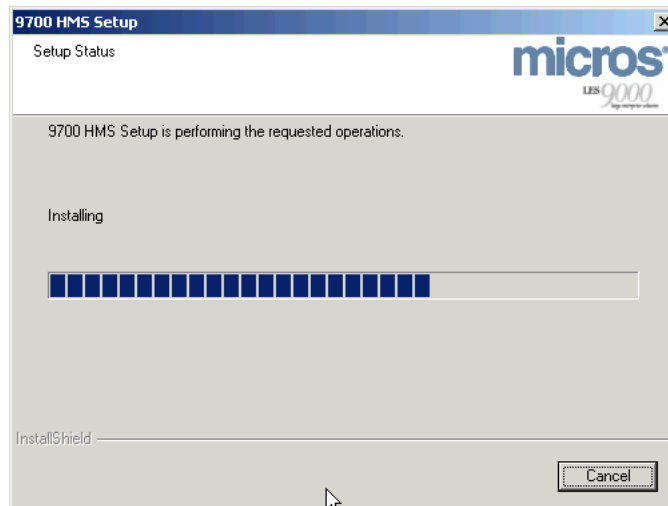 9700 HMS Setup
Setup Status
micros
LES 9000
9700 HMS Setup is performing the requested operations.
Installing
InstallShield
Cancel